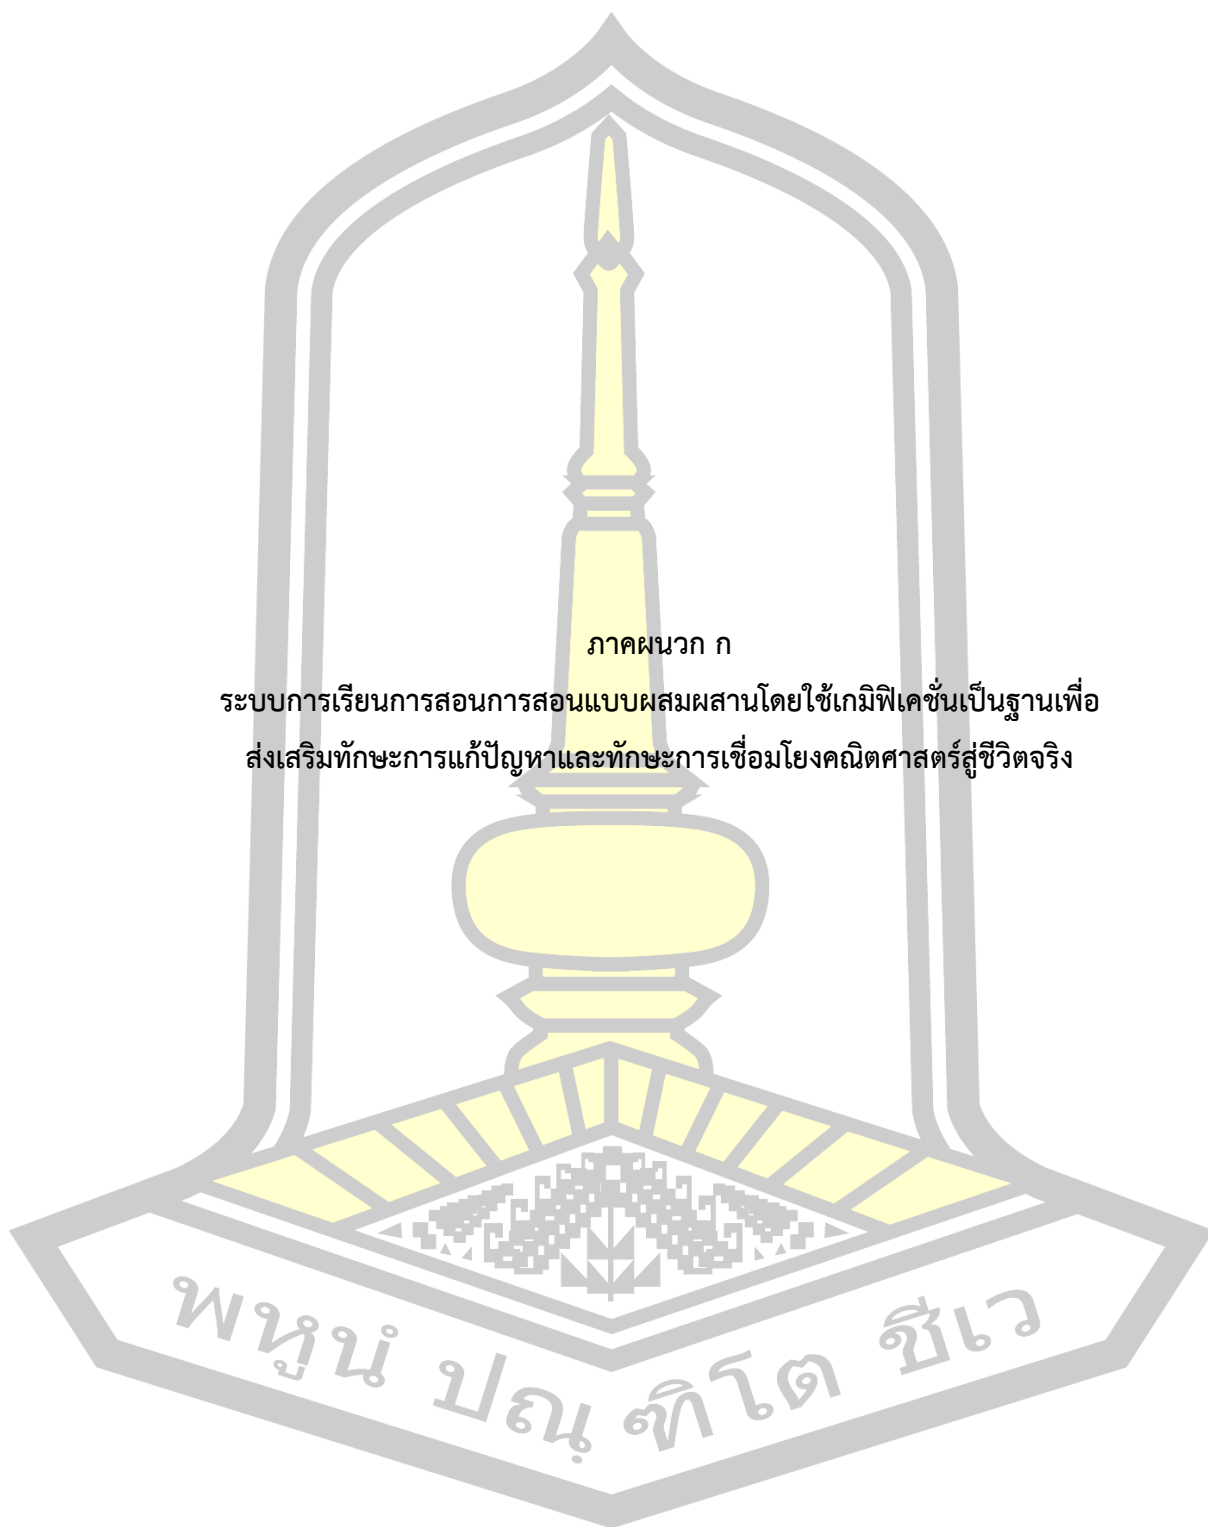 ภาคผนวก ก
ระบบการเรียนการสอนการสอนแบบผสมผสานโดยใช้เกมิฟิเคชั่นเป็นฐานเพื่อ
ส่งเสริมทักษะการแก้ปัญหาและทักษะการเชื่อมโยงคณิตศาสตร์สู่ชีวิตจริง
พหูนํ ปณฺฑิโต ชีเว